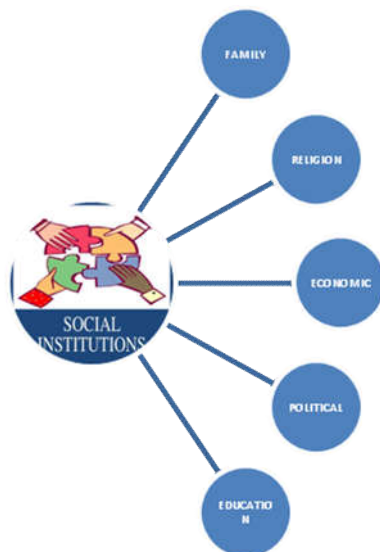 FAMILY
RELIGION
ECONOMIC
SOCIAL
INSTITUTIONS
POLITICAL
EDUCATIO
N